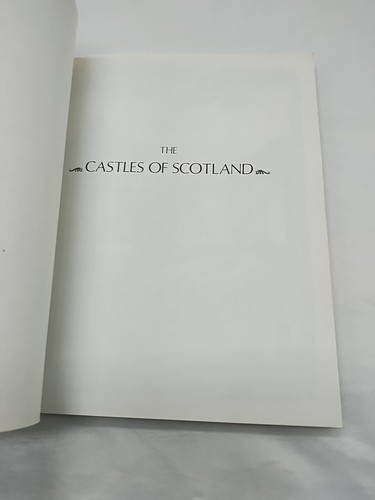 THE
CASTLES OF SCOTLAND